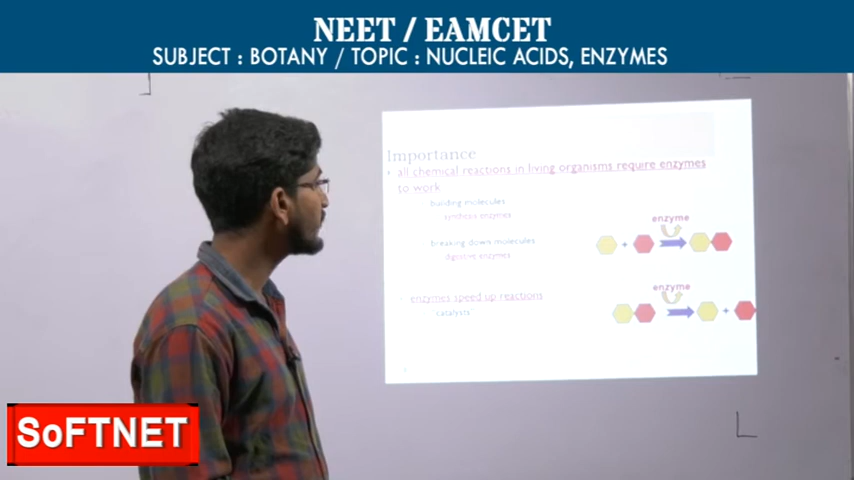 NEET / EAMCET
SUBJECT : BOTANY / TOPIC : NUCLEIC ACIDS, ENZYMES
Importance
• all chemical reactions in living organisms require enzymes
to work
building molecules
synthesis enzymes
enzyme
+
breaking down molecules
digestive enzymes
enzymes speed up reactions
"catalysts"
enzyme
+
SoFTNET